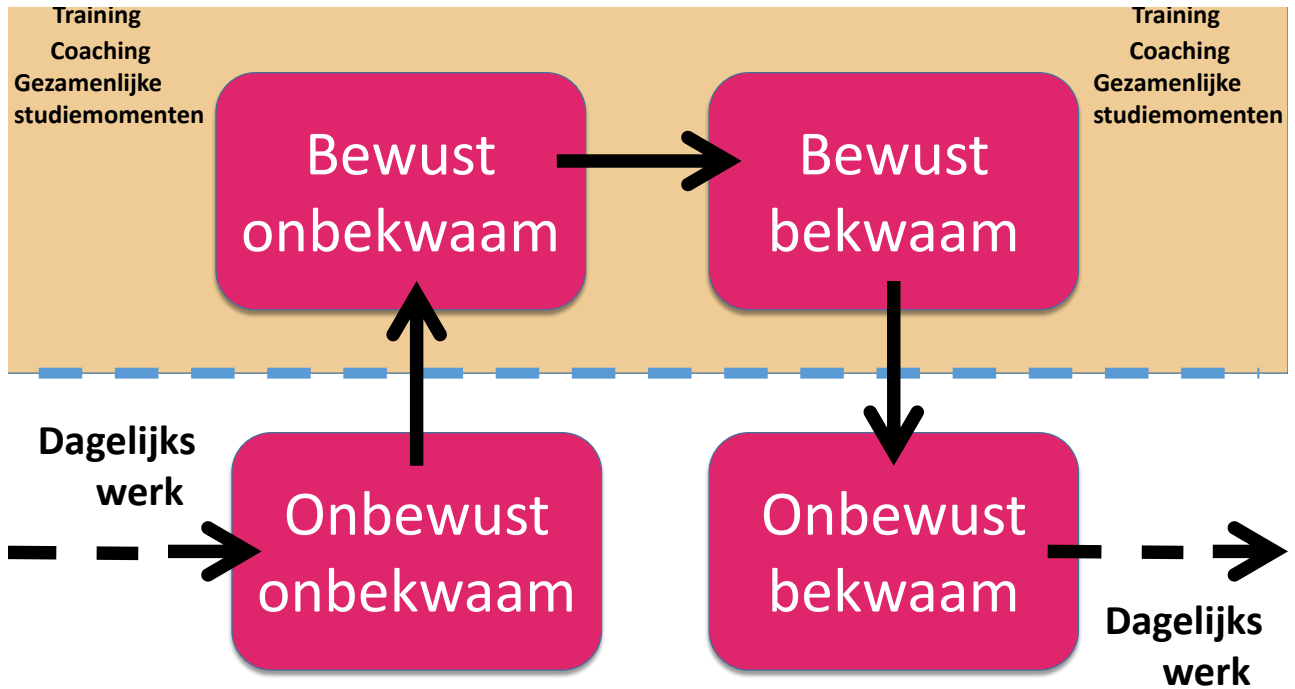 Training
Coaching
Gezamenlijke
studiemomenten
Training
Coaching
Gezamenlijke
studiemomenten
Bewust
onbekwaam
Bewust
bekwaam
Dagelijks
werk
Onbewust
onbekwaam
Onbewust
bekwaam
Dagelijks
werk